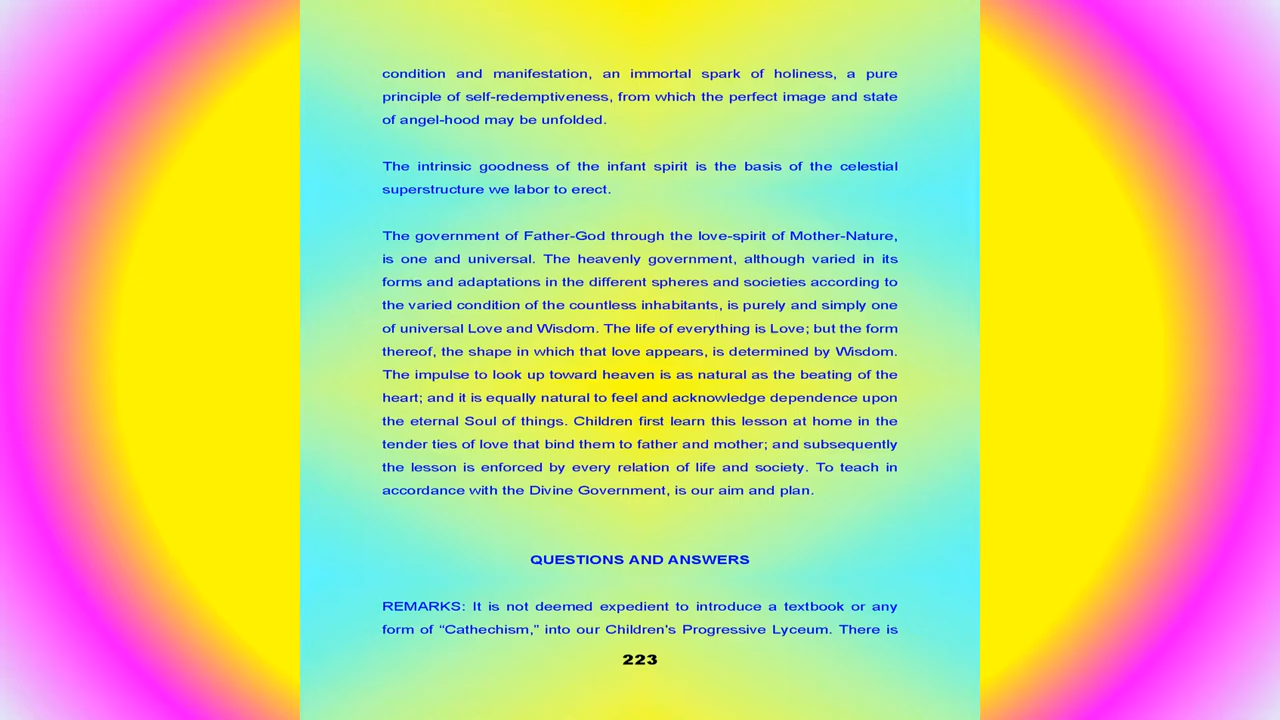 condition and manifestation, an immortal spark of holiness, a pure
principle of self-redemptiveness, from which the perfect image and state
of angel-hood may be unfolded.
The intrinsic goodness of the infant spirit is the basis of the celestial
superstructure we labor to erect.
The government of Father-God through the love-spirit of Mother-Nature,
is one and universal. The heavenly government, although varied in its
forms and adaptations in the different spheres and societies according to
the varied condition of the countless inhabitants, is purely and simply one
of universal Love and Wisdom. The life of everything is Love; but the form
thereof, the shape in which that love appears, is determined by Wisdom.
The impulse to look up toward heaven is as natural as the beating of the
heart; and it is equally natural to feel and acknowledge dependence upon
the eternal Soul of things. Children first learn this lesson at home in the
tender ties of love that bind them to father and mother; and subsequently
the lesson is enforced by every relation of life and society. To teach in
accordance with the Divine Government, is our aim and plan.
QUESTIONS AND ANSWERS
REMARKS: It is not deemed expedient to introduce a textbook or any
form of “Cathechism,” into our Children’s Progressive Lyceum. There is
223